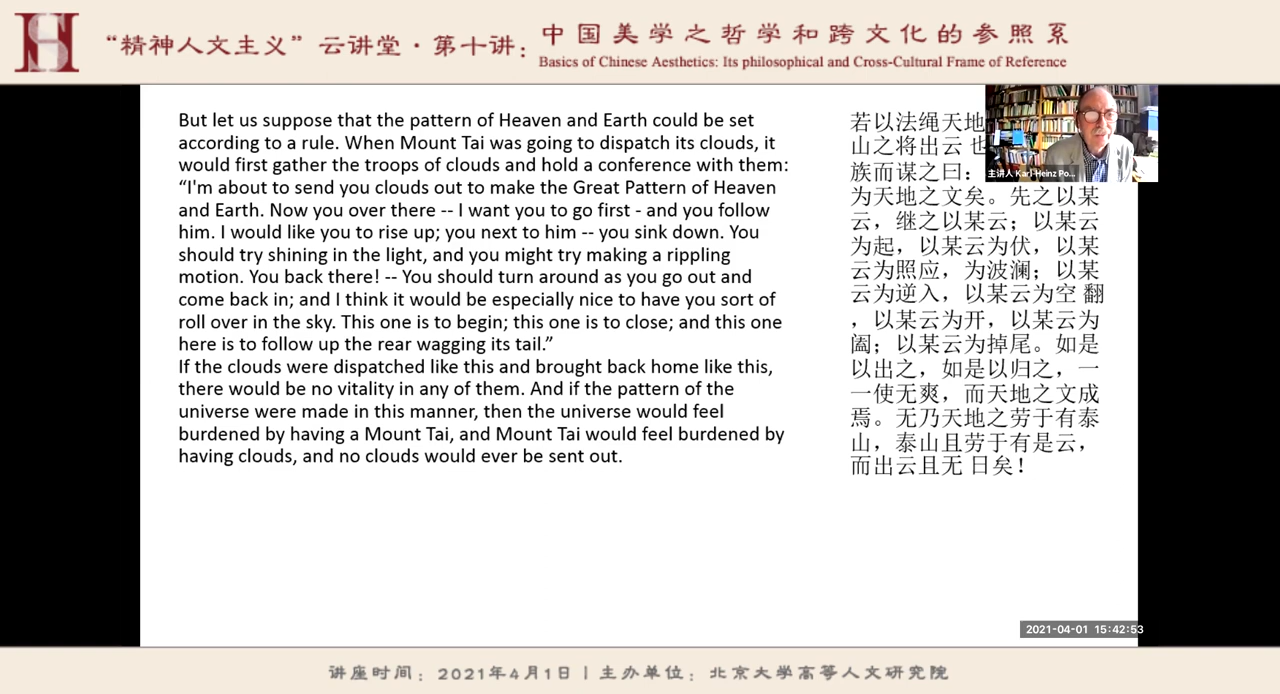 “精神人文主义”云讲堂·第十讲：
中国美学之哲学和跨文化的参照系
Basics of Chinese Aesthetics: Its philosophical and Cross-Cultural Frame of Reference
But let us suppose that the pattern of Heaven and Earth could be set
according to a rule. When Mount Tai was going to dispatch its clouds, it
would first gather the troops of clouds and hold a conference with them:
“I'm about to send you clouds out to make the Great Pattern of Heaven
and Earth. Now you over there -- I want you to go first - and you follow
him. I would like you to rise up; you next to him -- you sink down. You
should try shining in the light, and you might try making a rippling
motion. You back there! -- You should turn around as you go out and
come back in; and I think it would be especially nice to have you sort of
roll over in the sky. This one is to begin; this one is to close; and this one
here is to follow up the rear wagging its tail.”
If the clouds were dispatched like this and brought back home like this,
there would be no vitality in any of them. And if the pattern of the
universe were made in this manner, then the universe would feel
burdened by having a Mount Tai, and Mount Tai would feel burdened by
having clouds, and no clouds would ever be sent out.
若以法绳天地
山之将出云 也
族而谋之曰：
为天地之文矣。先之以某
云，继之以某云；以某云
为起，以某云为伏，以某
云为照应，为波澜；以某
云为逆入，以某云为空 翻
，以某云为开，以某云为
阖；以某云为掉尾。如是
以出之，如是以归之，一
一使无爽，而天地之文成
焉。无乃天地之劳于有泰
山，泰山且劳于有是云，
而出云且无 日矣！
主讲人 Karl-Heinz Po...
2021-04-01 15:42:53
讲座时间：2021年4月1日 | 主办单位：北京大学高等人文研究院